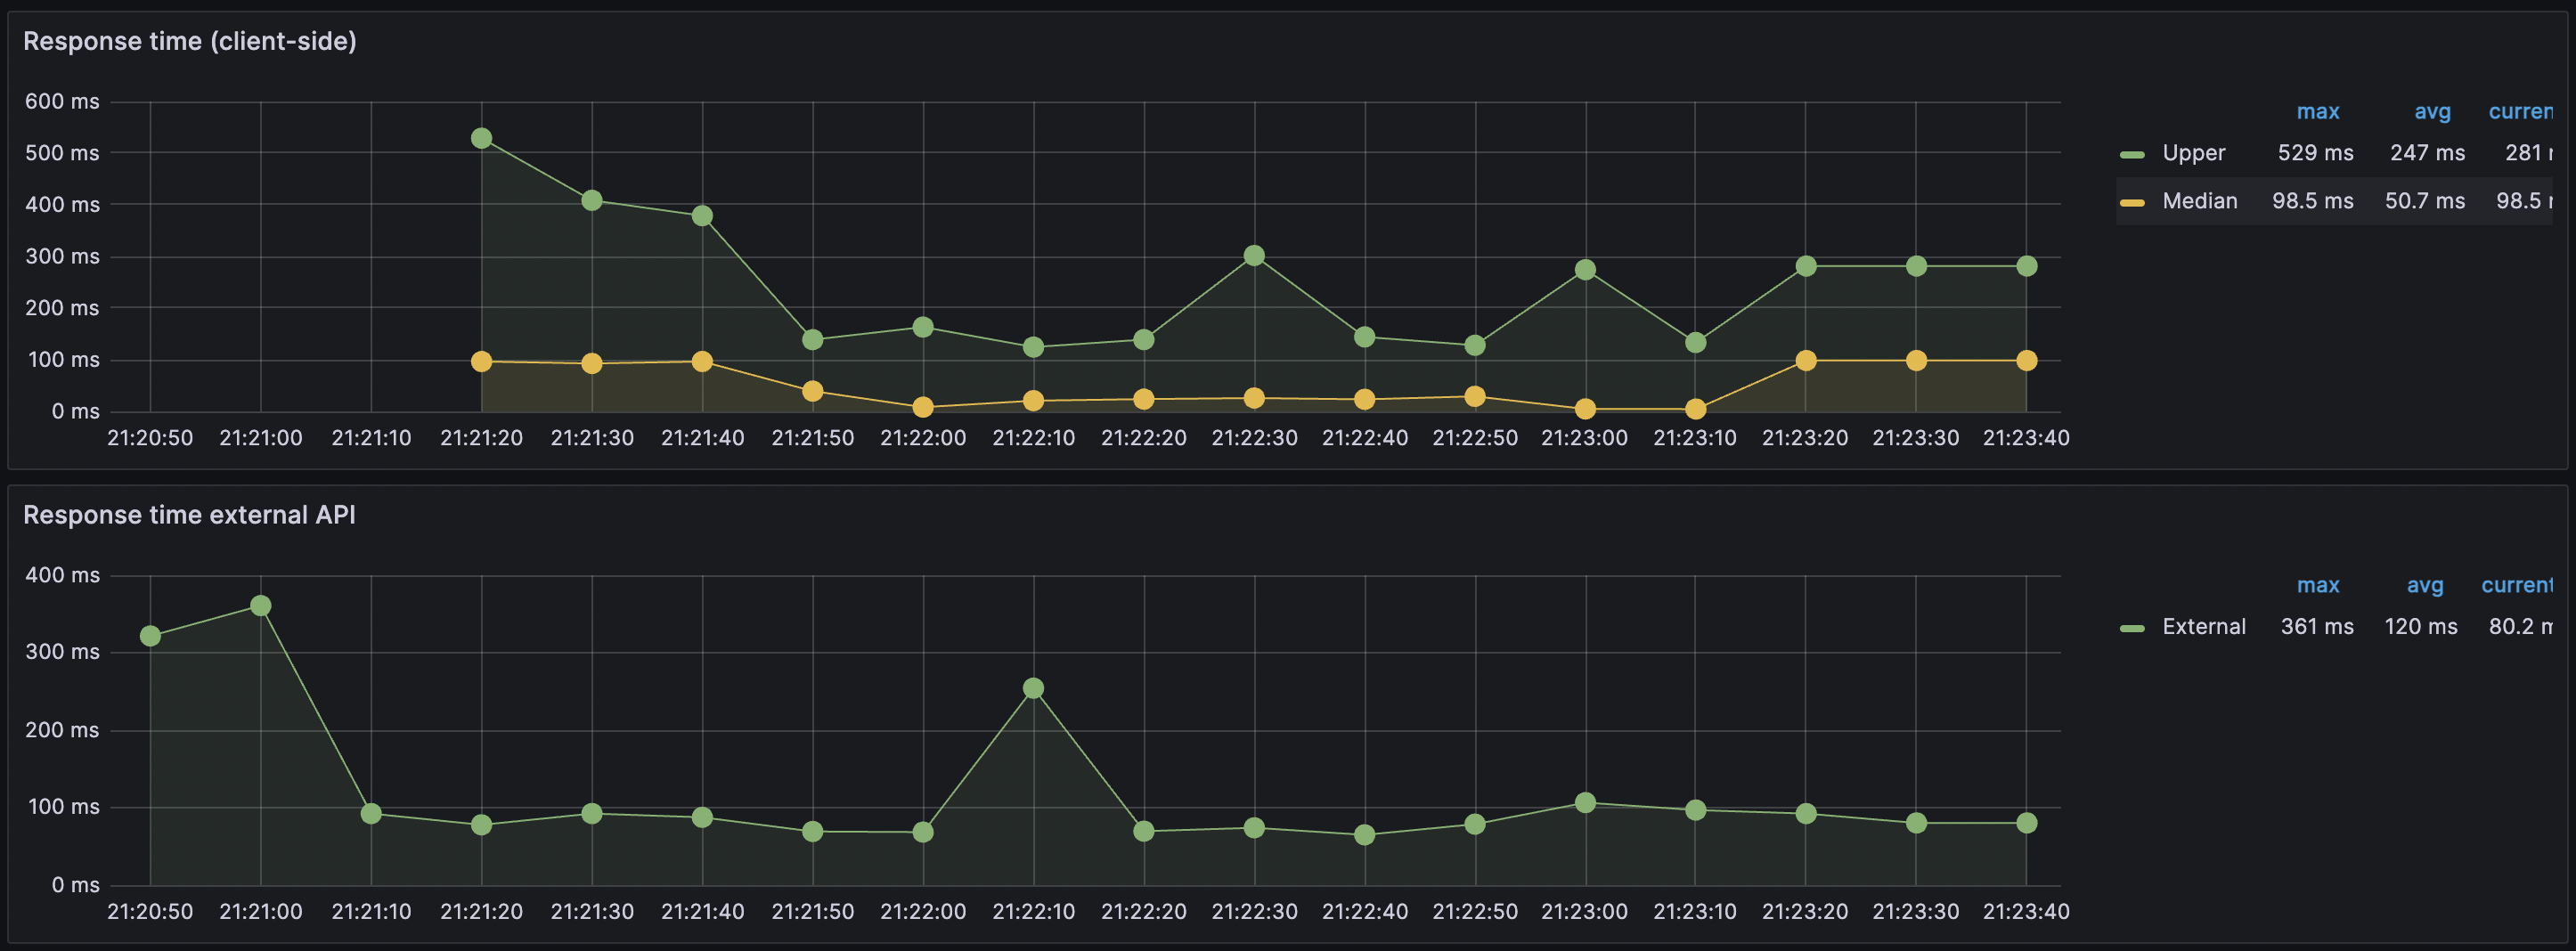 Response time (client-side)
600 ms
500 ms
400 ms
300 ms
200 ms
100 ms
0 ms
21:20:50 21:21:00 21:21:10 21:21:20 21:21:30 21:21:40 21:21:50 21:22:00 21:22:10 21:22:20 21:22:30 21:22:40 21:22:50 21:23:00 21:23:10 21:23:20 21:23:30 21:23:40
max avg curren
Upper 529 ms 247 ms 281
Median 98.5 ms 50.7 ms 98.5
Response time external API
400 ms
300 ms
200 ms
100 ms
0 ms
21:20:50 21:21:00 21:21:10 21:21:20 21:21:30 21:21:40 21:21:50 21:22:00 21:22:10 21:22:20 21:22:30 21:22:40 21:22:50 21:23:00 21:23:10 21:23:20 21:23:30 21:23:40
max avg current
External 361 ms 120 ms 80.2